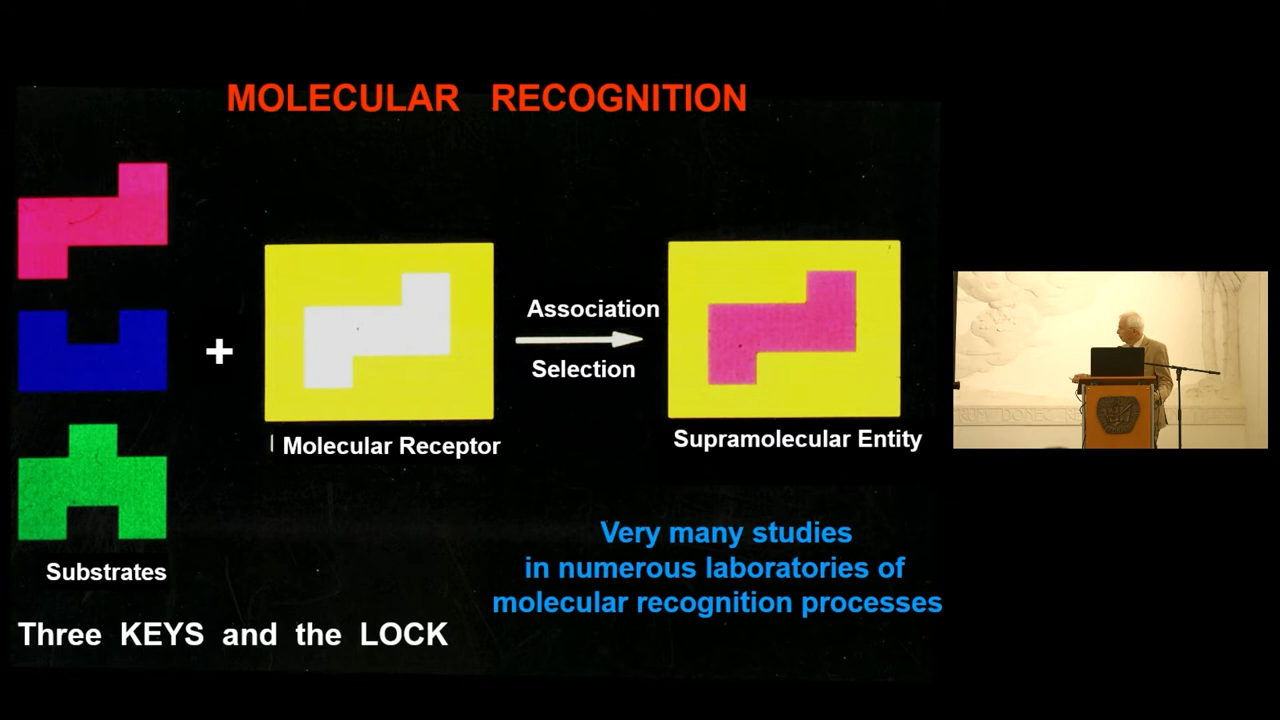 MOLECULAR RECOGNITION
Association
Selection
Molecular Receptor
Supramolecular Entity
Substrates
Very many studies
in numerous laboratories of
molecular recognition processes
Three KEYS and the LOCK
DONEC